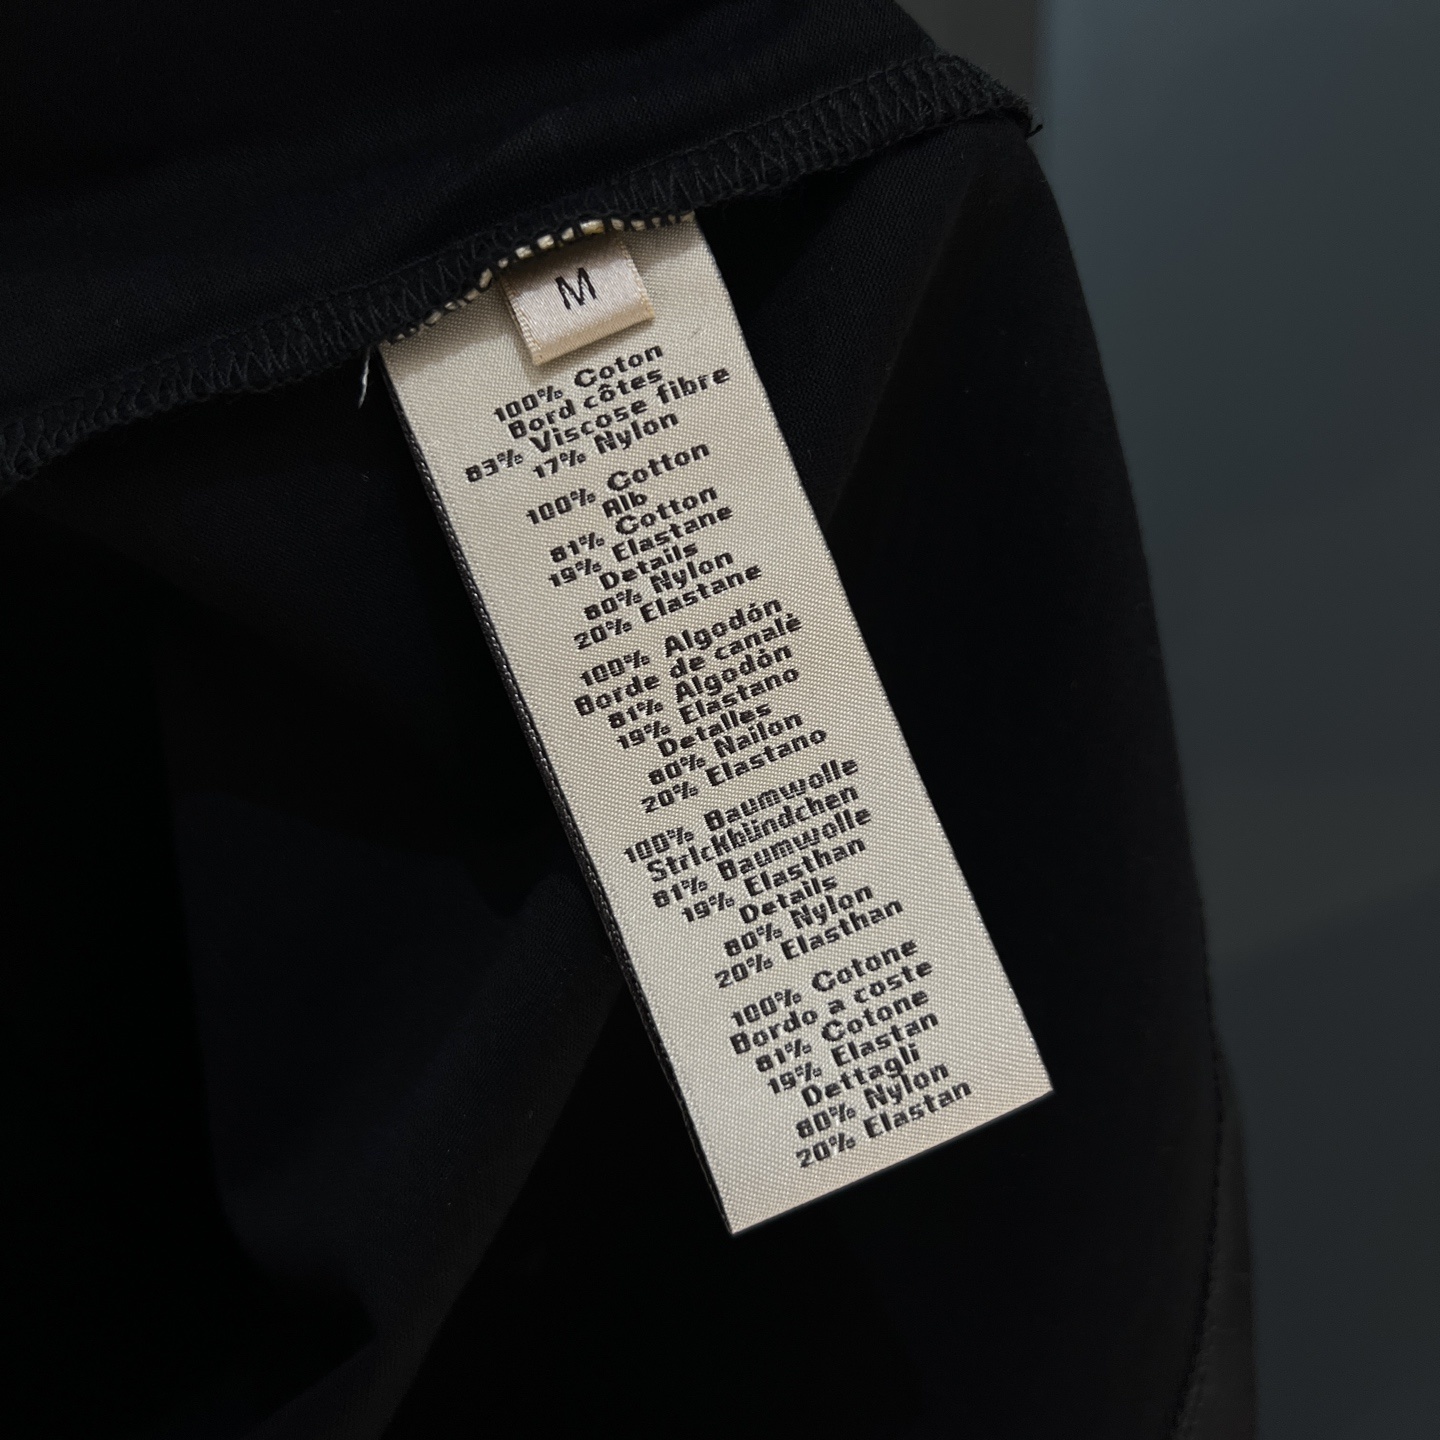 M
100% Coton
Bord côtes
83% Viscose fibre
17% Nylon
100% Cotton
Alb
81% Cotton
19% Elastane
Details
80% Nylon
20% Elastane
100% Algodón
Borde de canalè
81% Algodón
19% Elastano
Detalles
80% Nailon
20% Elastano
100% Baumwolle
Strickbündchen
81% Baumwolle
19% Elasthan
Details
80% Nylon
20% Elasthan
100% Cotone
Bordo a coste
81% Cotone
19% Elastan
Dettagli
80% Nylon
20% Elastan